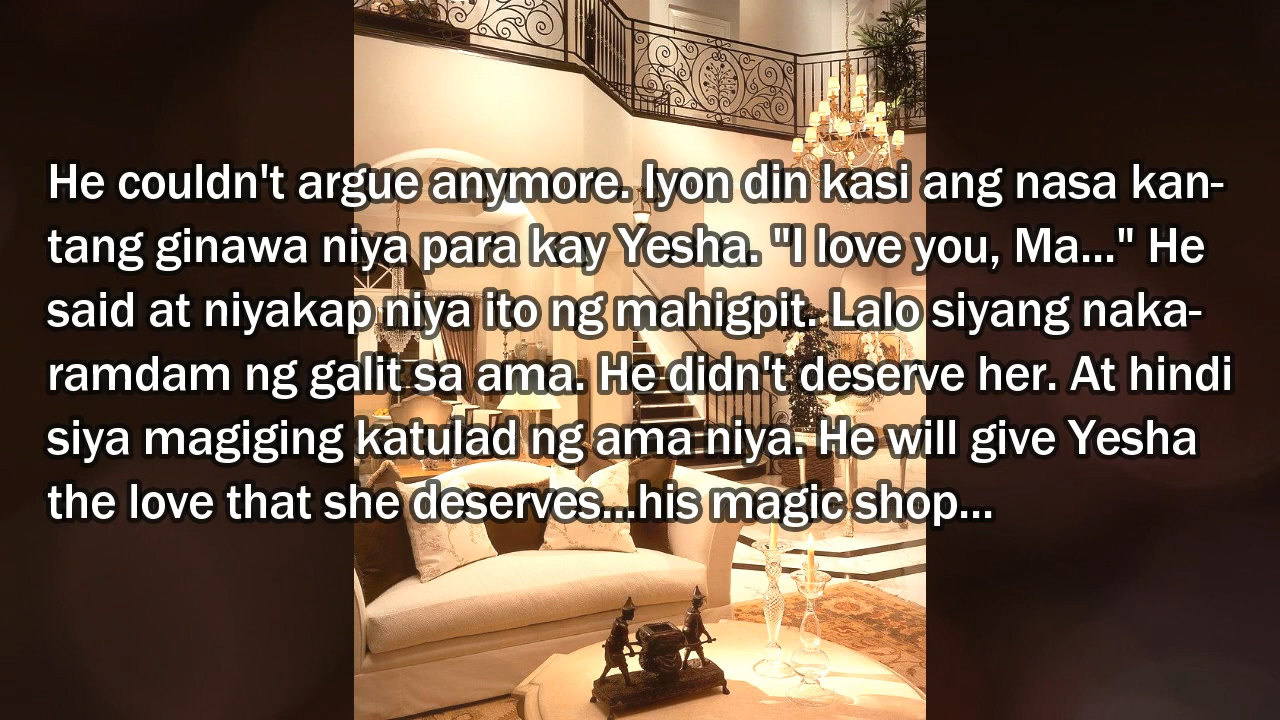 He couldn't argue anymore. Iyon din kasi ang nasa kan-
tang ginawa niya para kay Yesha. "I love you, Ma..." He
said at niyakap niya ito ng mahigpit. Lalo siyang naka-
ramdam ng galit sa ama. He didn't deserve her. At hindi
siya magiging katulad ng ama niya. He will give Yesha
the love that she deserves...his magic shop...